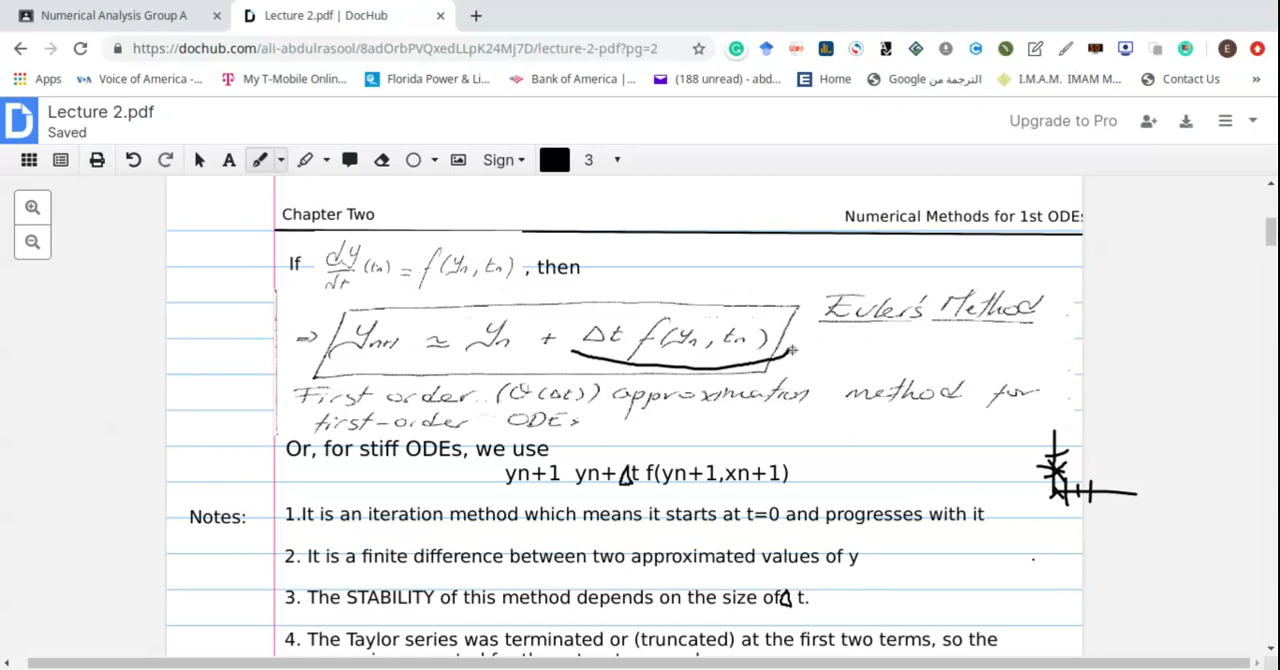 Numerical Analysis Group A
Lecture 2.pdf | DocHub
https://dochub.com/ali-abdulrasool/8adOrbPVQxedLLpK24Mj7D/lecture-2-pdf?pg=2
Apps Voice of America -... My T-Mobile Onlin... Florida Power & Li... Bank of America |... (188 unread) - abd... Home Google الترجمة من I.M.A.M. IMAM M... Contact Us »
Lecture 2.pdf
Saved
Upgrade to Pro
A Sign 3
Chapter Two Numerical Methods for 1st ODEs
If dy/dt (tn) = f(yn, tn), then
⇒ yn+1 ≃ yn + Δt f(yn, tn) Euler's Method
First order (O(Δt)) approximation method for
first-order ODEs
Or, for stiff ODEs, we use
yn+1 yn+Δt f(yn+1,xn+1)
Notes: 1.It is an iteration method which means it starts at t=0 and progresses with it
2. It is a finite difference between two approximated values of y
3. The STABILITY of this method depends on the size of Δ t.
4. The Taylor series was terminated or (truncated) at the first two terms, so the